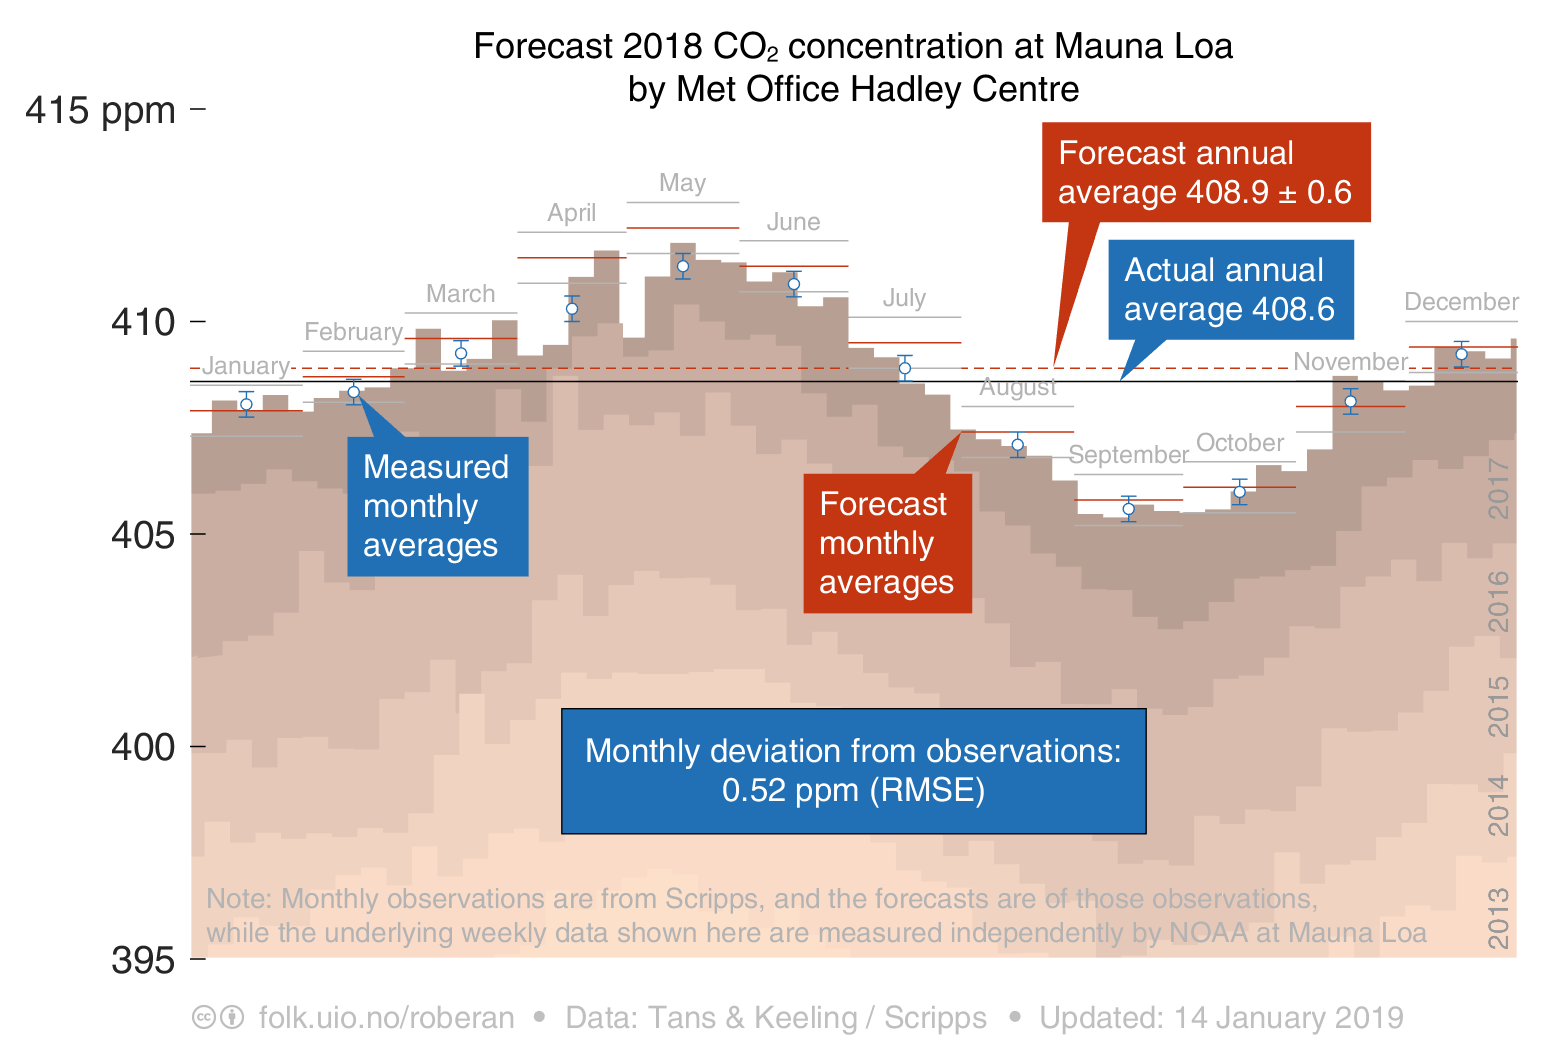 Forecast 2018 CO₂ concentration at Mauna Loa
by Met Office Hadley Centre
415 ppm
410
405
400
395
January
February
March
April
May
June
July
August
September
October
November
December
Forecast annual
average 408.9 ± 0.6
Actual annual
average 408.6
Measured
monthly
averages
Forecast
monthly
averages
Monthly deviation from observations:
0.52 ppm (RMSE)
2017
2016
2015
2014
2013
Note: Monthly observations are from Scripps, and the forecasts are of those observations,
while the underlying weekly data shown here are measured independently by NOAA at Mauna Loa
cc folk.uio.no/roberan • Data: Tans & Keeling / Scripps • Updated: 14 January 2019